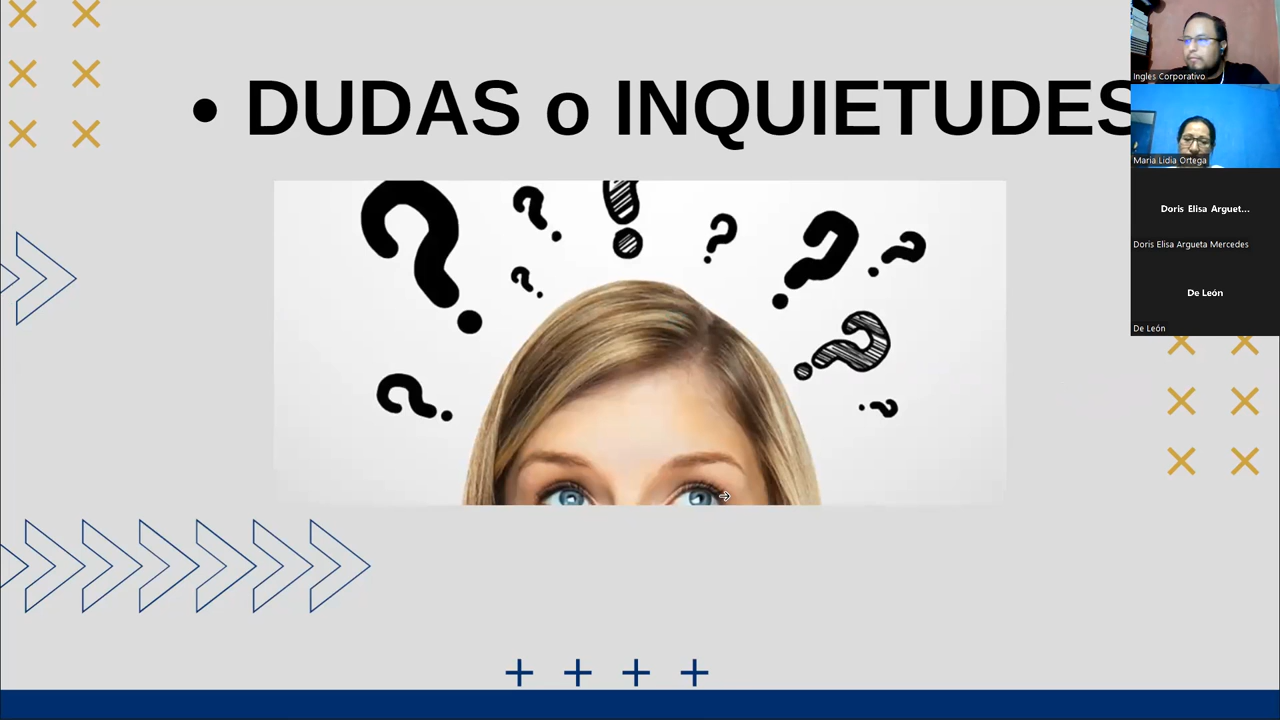 • DUDAS o INQUIETUDES
Ingles Corporativo
Maria Lidia Ortega
Doris Elisa Arguet...
Doris Elisa Argueta Mercedes
De León
De León